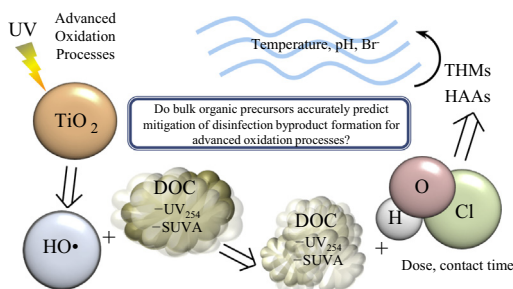 UV
Advanced
Oxidation
Processes
TiO₂
Temperature, pH, Br⁻
THMs
HAAs
Do bulk organic precursors accurately predict
mitigation of disinfection byproduct formation for
advanced oxidation processes?
HO•
+
DOC
−UV₂₅₄
−SUVA
DOC
−UV₂₅₄
−SUVA
+
H
O
Cl
Dose, contact time